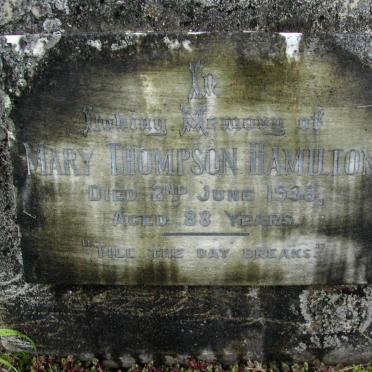 In
Loving Memory of
MARY THOMPSON HAMILTON
DIED 2ND JUNE 1938,
AGED 88 YEARS.
"TILL THE DAY BREAKS."